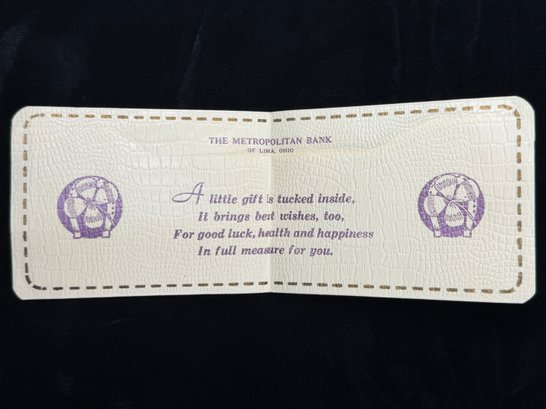 THE METROPOLITAN BANK
OF LIMA, OHIO
A little gift is tucked inside,
It brings best wishes, too,
For good luck, health and happiness
In full measure for you.